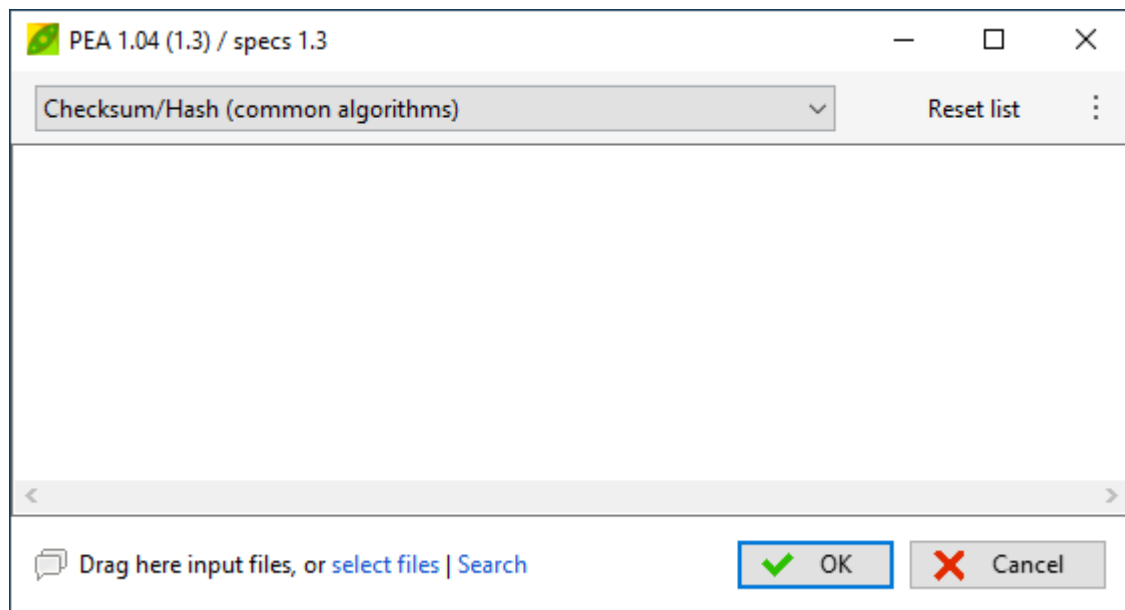 PEA 1.04 (1.3) / specs 1.3
Checksum/Hash (common algorithms)
Reset list
Drag here input files, or select files | Search
OK
Cancel